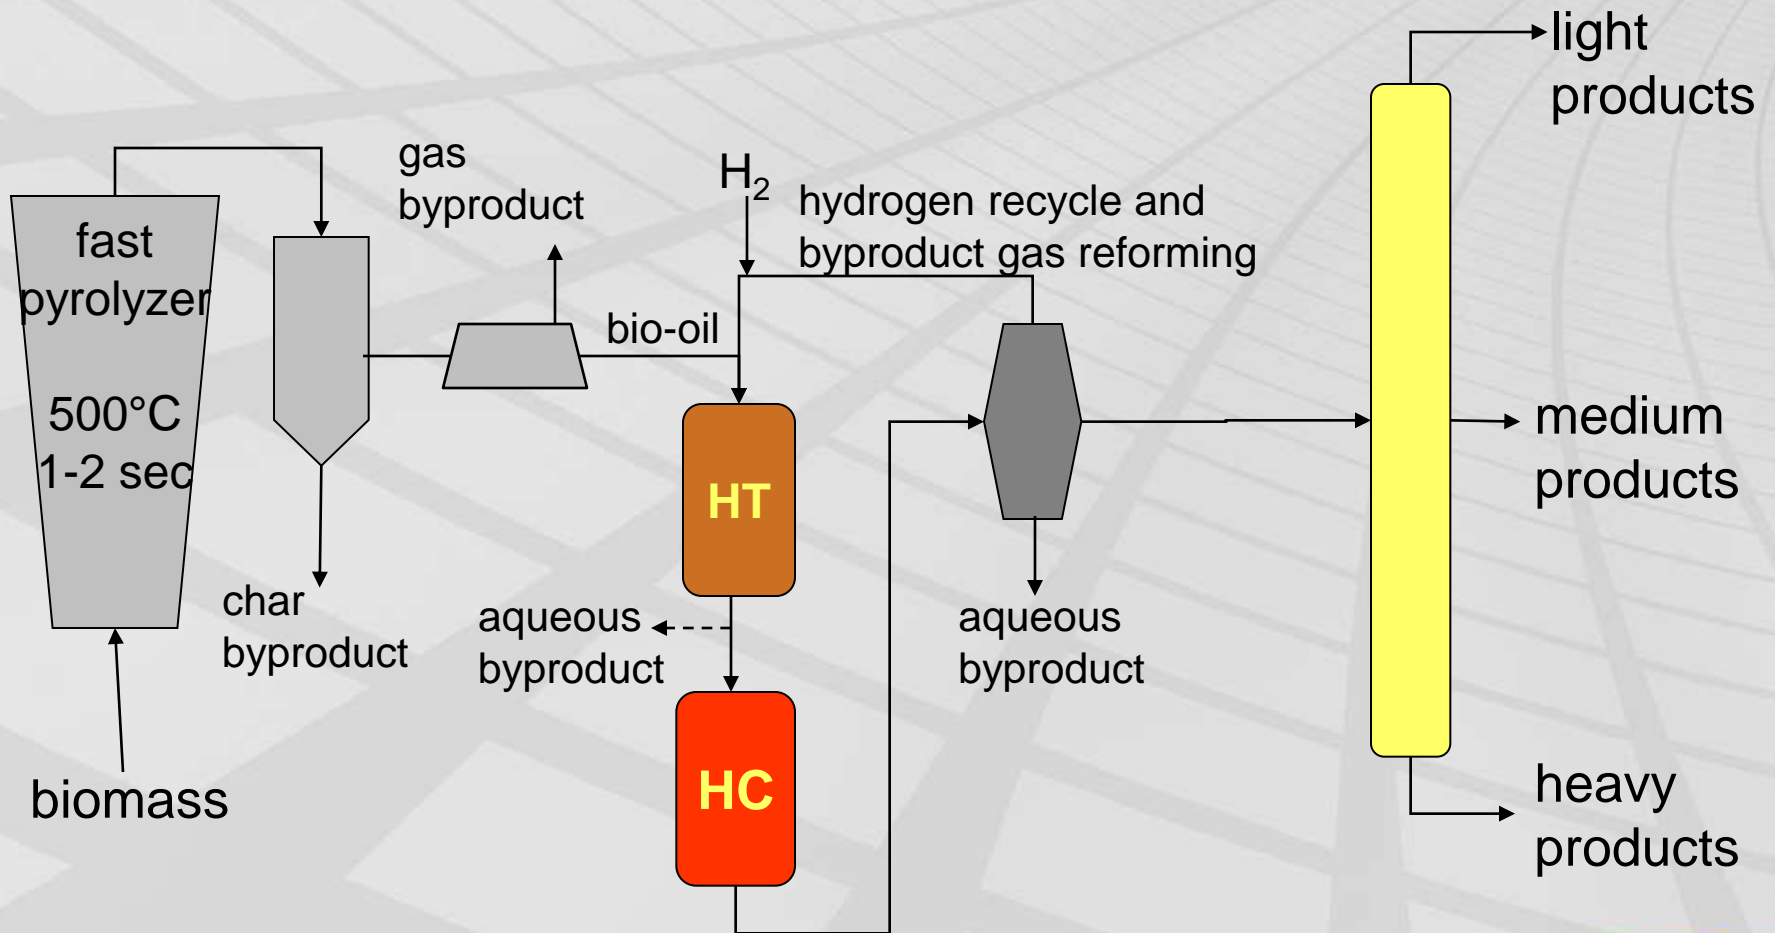 light
products
gas
byproduct
H₂
hydrogen recycle and
byproduct gas reforming
fast
pyrolyzer
500°C
1-2 sec
bio-oil
medium
products
HT
char
byproduct
aqueous
byproduct
aqueous
byproduct
biomass
HC
heavy
products